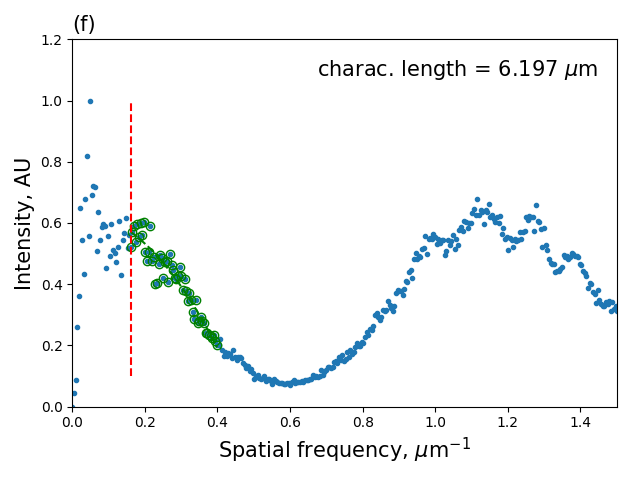 (f)
charac. length = 6.197 μm
Intensity, AU
1.2
1.0
0.8
0.6
0.4
0.2
0.0
0.0 0.2 0.4 0.6 0.8 1.0 1.2 1.4
Spatial frequency, μm⁻¹